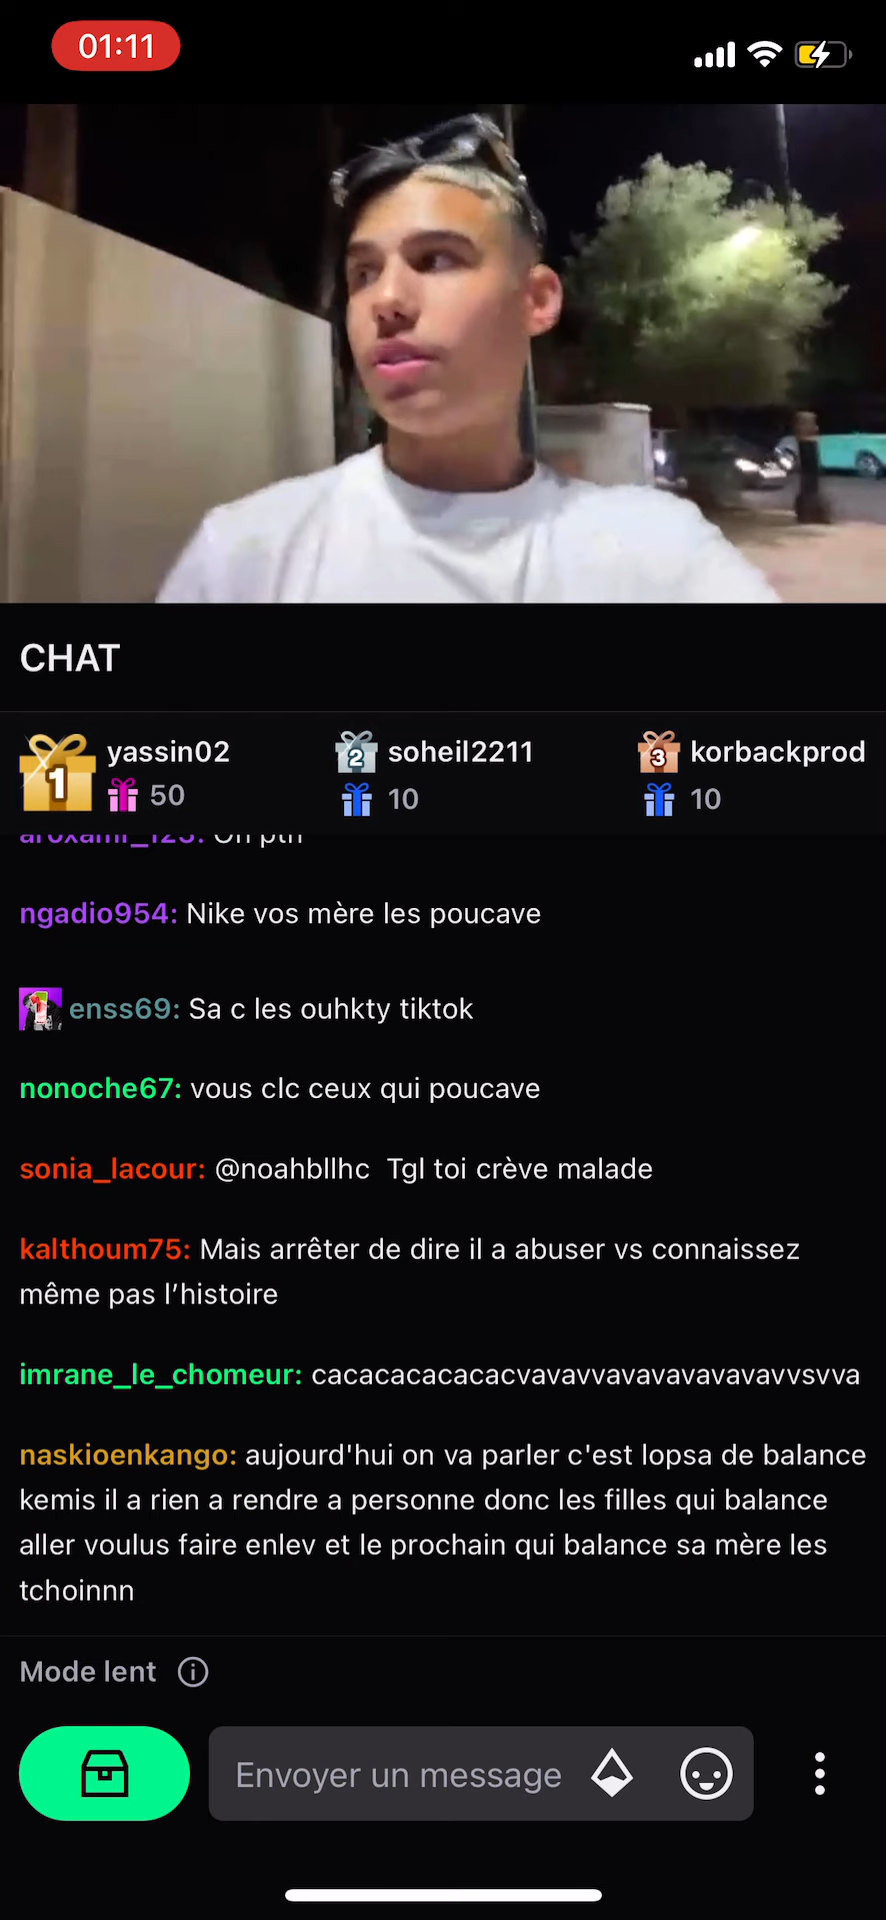 01:11
CHAT
1 yassin02
50
2 soheil2211
10
3 korbackprod
10
ngadio954: Nike vos mère les poucave
enss69: Sa c les ouhkty tiktok
nonoche67: vous clc ceux qui poucave
sonia_lacour: @noahbllhc Tgl toi crève malade
kalthoum75: Mais arrêter de dire il a abuser vs connaissez
même pas l’histoire
imrane_le_chomeur: cacacacacacacvavavvavavavavavavvsvva
naskioenkango: aujourd'hui on va parler c'est lopsa de balance
kemis il a rien a rendre a personne donc les filles qui balance
aller voulus faire enlev et le prochain qui balance sa mère les
tchoinnn
Mode lent
Envoyer un message